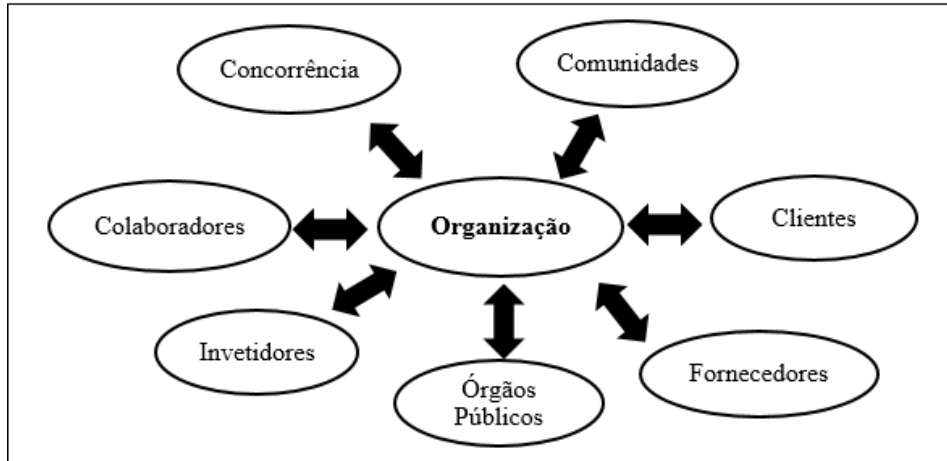 Concorrência
Comunidades
Colaboradores
Organização
Clientes
Invetidores
Órgãos
Públicos
Fornecedores